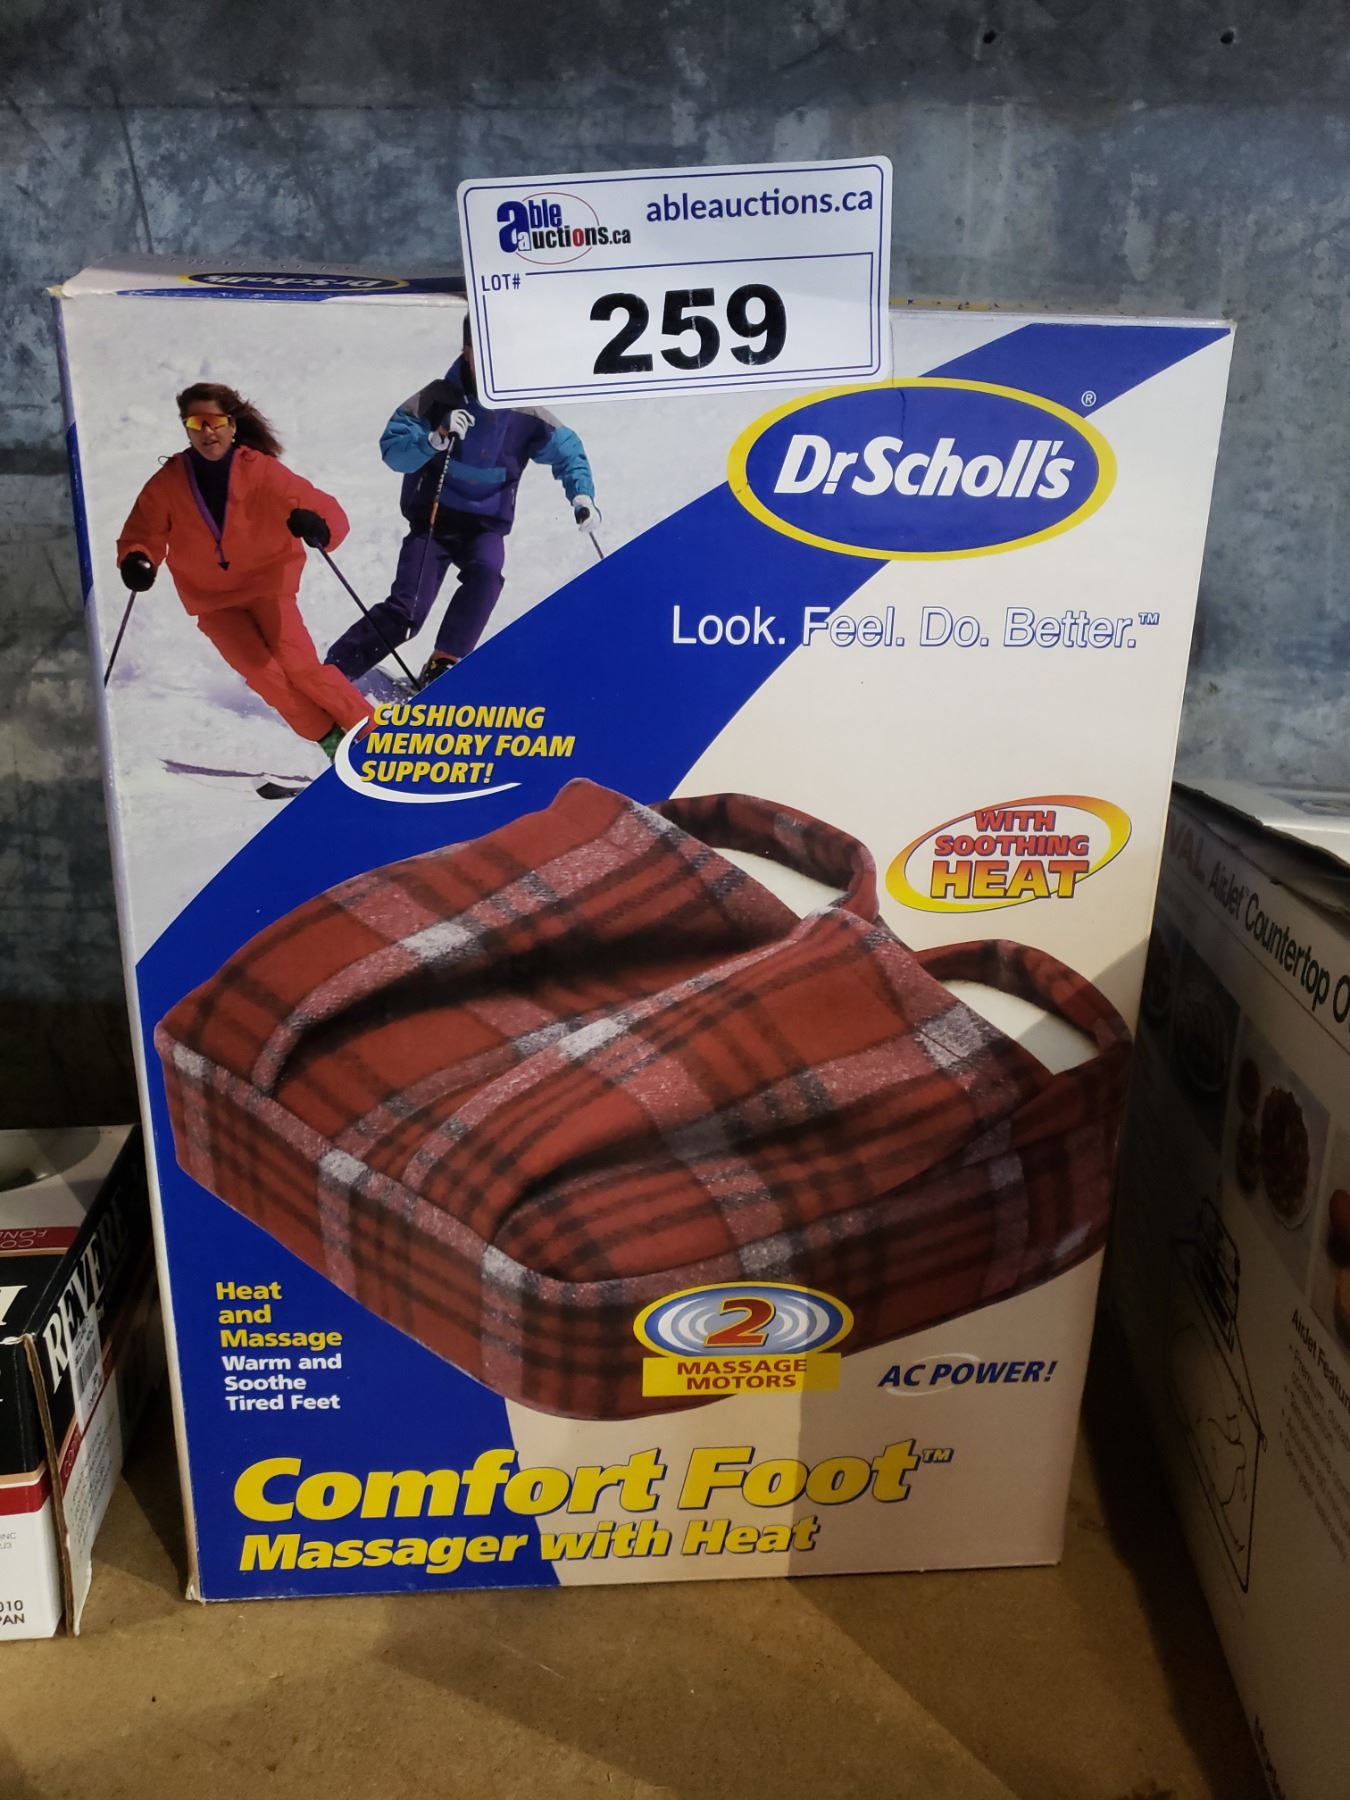 able
auctions.ca
ableauctions.ca
LOT#
259
Dr.Scholl's
Dr.Scholl's®
Look. Feel. Do. Better.™
CUSHIONING
MEMORY FOAM
SUPPORT!
WITH
SOOTHING
HEAT
Heat
and
Massage
Warm and
Soothe
Tired Feet
2
MASSAGE
MOTORS
AC POWER!
Comfort Foot™
Massager with Heat
REVERE
AirJet Countertop